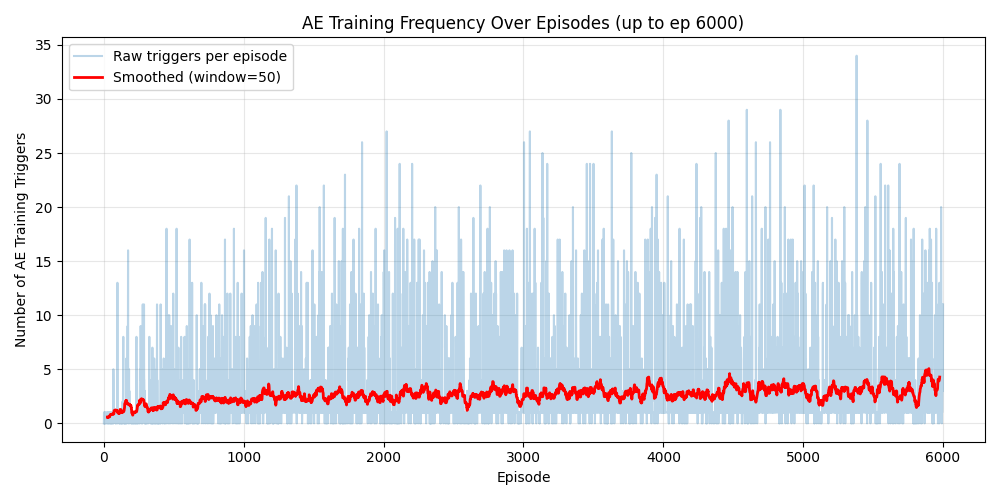 AE Training Frequency Over Episodes (up to ep 6000)
Raw triggers per episode
Smoothed (window=50)
Number of AE Training Triggers
35
30
25
20
15
10
5
0
0 1000 2000 3000 4000 5000 6000
Episode